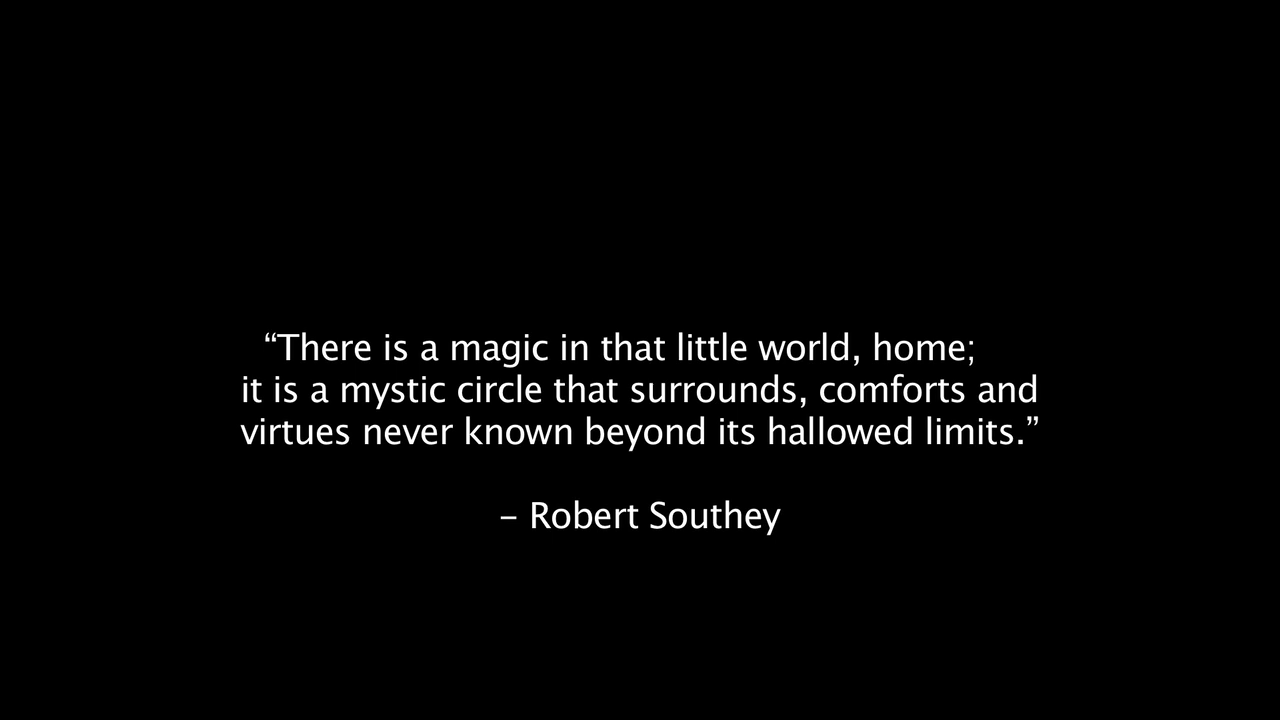 “There is a magic in that little world, home;
it is a mystic circle that surrounds, comforts and
virtues never known beyond its hallowed limits.”
– Robert Southey